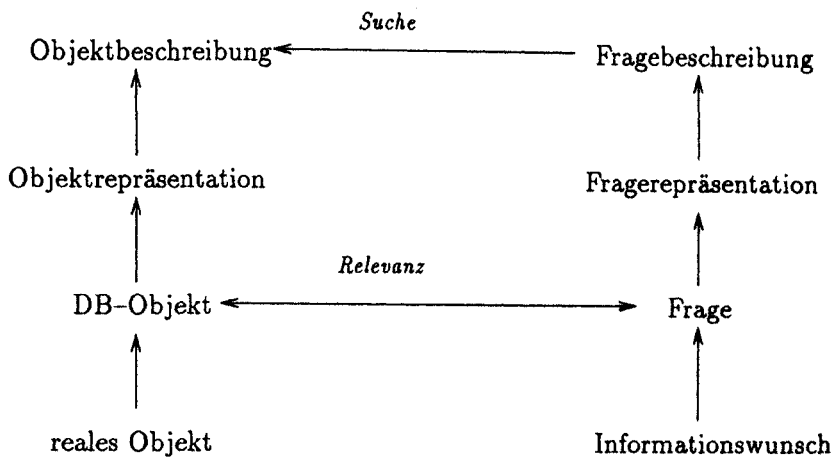 Suche
Objektbeschreibung Fragebeschreibung
Objektrepräsentation Fragerepräsentation
Relevanz
DB–Objekt Frage
reales Objekt Informationswunsch